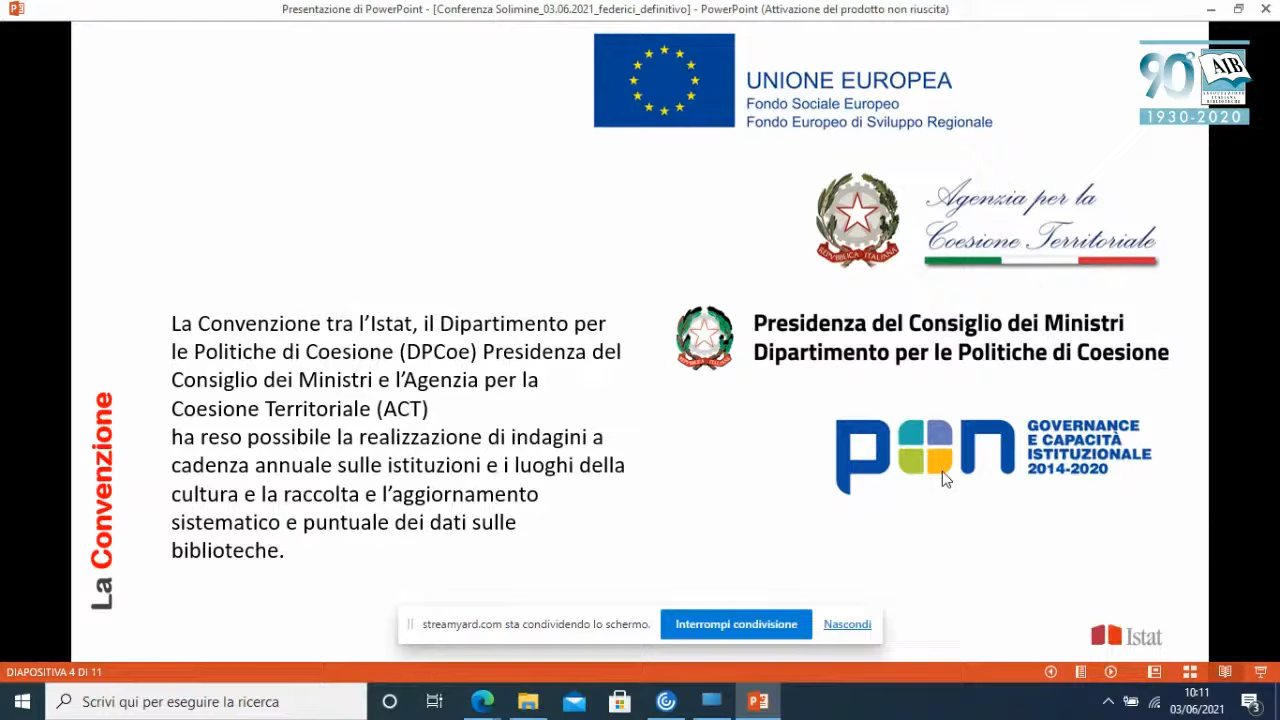 Presentazione di PowerPoint - [Conferenza Solimine_03.06.2021_federici_definitivo] - PowerPoint (Attivazione del prodotto non riuscita)
UNIONE EUROPEA
Fondo Sociale Europeo
Fondo Europeo di Sviluppo Regionale
90°
AIB
ASSOCIAZIONE
ITALIANA
BIBLIOTECHE
1930-2020
REPVBBLICA ITALIANA
Agenzia per la
Coesione Territoriale
La Convenzione tra l’Istat, il Dipartimento per
le Politiche di Coesione (DPCoe) Presidenza del
Consiglio dei Ministri e l’Agenzia per la
Coesione Territoriale (ACT)
ha reso possibile la realizzazione di indagini a
cadenza annuale sulle istituzioni e i luoghi della
cultura e la raccolta e l’aggiornamento
sistematico e puntuale dei dati sulle
biblioteche.
La Convenzione
Presidenza del Consiglio dei Ministri
Dipartimento per le Politiche di Coesione
pon
GOVERNANCE
E CAPACITÀ
ISTITUZIONALE
2014-2020
streamyard.com sta condividendo lo schermo.
Interrompi condivisione
Nascondi
Istat
DIAPOSITIVA 4 DI 11
Scrivi qui per eseguire la ricerca
10:11
03/06/2021
3